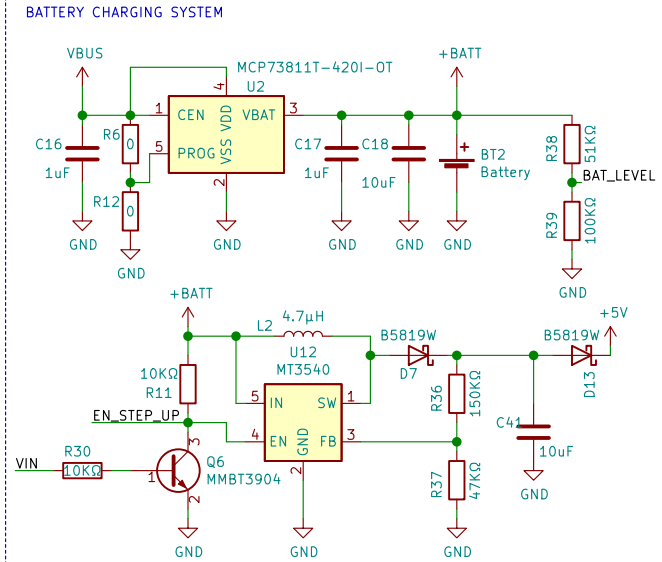 BATTERY CHARGING SYSTEM
VBUS
MCP73811T-420I-OT
U2
+BATT
4
1
CEN
VDD
VBAT
3
5
PROG
VSS
2
C16
1uF
R6
0
R12
0
C17
1uF
C18
10uF
BT2
Battery
+
R38
51KΩ
BAT_LEVEL
R39
100KΩ
GND
GND
GND
GND
GND
GND
GND
+BATT
L2
4.7µH
U12
MT3540
B5819W
D7
B5819W
D13
+5V
10KΩ
R11
5
IN
SW
1
4
EN
GND
FB
3
2
R36
150KΩ
C41
10uF
EN_STEP_UP
R30
VIN
10KΩ
3
1
2
Q6
MMBT3904
R37
47KΩ
GND
GND
GND
GND